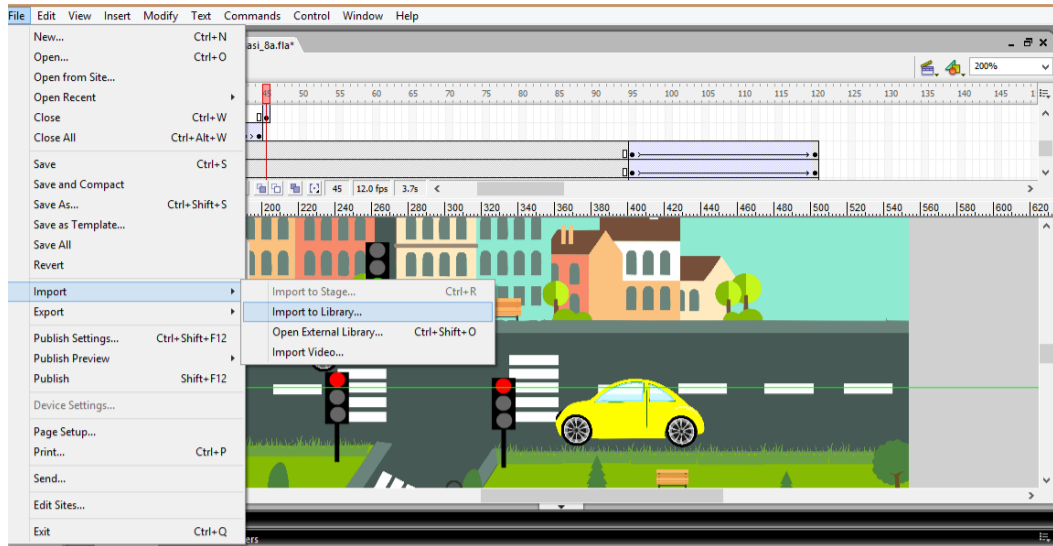 File Edit View Insert Modify Text Commands Control Window Help
New... Ctrl+N
Open... Ctrl+O
Open from Site...
Open Recent
Close Ctrl+W
Close All Ctrl+Alt+W
Save Ctrl+S
Save and Compact
Save As... Ctrl+Shift+S
Save as Template...
Save All
Revert
Import
Export
Publish Settings... Ctrl+Shift+F12
Publish Preview
Publish Shift+F12
Device Settings...
Page Setup...
Print... Ctrl+P
Send...
Edit Sites...
Exit Ctrl+Q
Import to Stage... Ctrl+R
Import to Library...
Open External Library... Ctrl+Shift+O
Import Video...
asi_8a.fla*
200%
45 50 55 60 65 70 75 80 85 90 95 100 105 110 115 120 125 130 135 140 145 1
45 12.0 fps 3.7s
200 220 240 260 280 300 320 340 360 380 400 420 440 460 480 500 520 540 560 580 600 620
ers